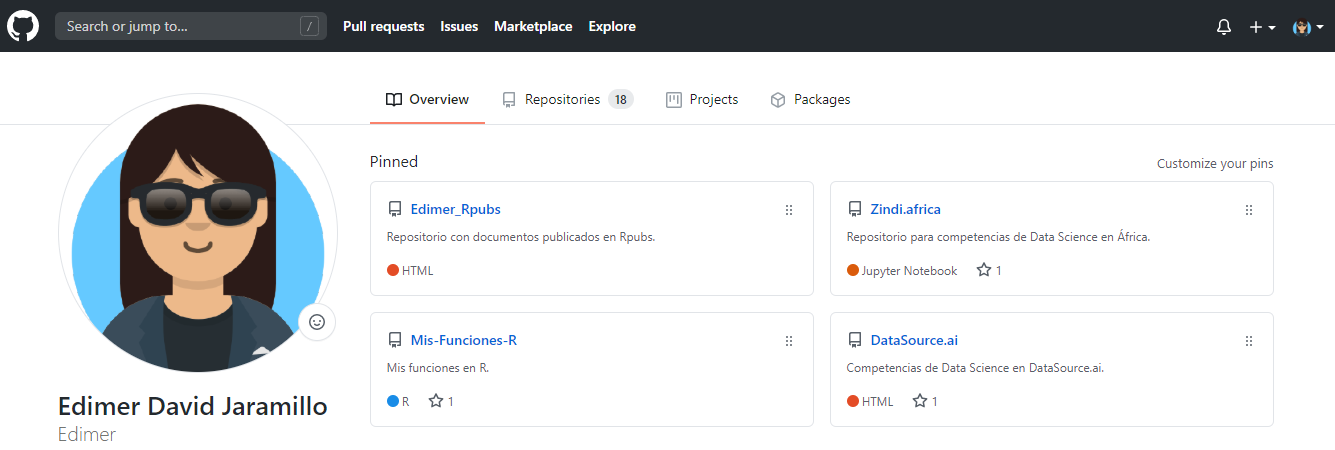 Search or jump to... /
Pull requests Issues Marketplace Explore
Overview Repositories 18 Projects Packages
Pinned Customize your pins
Edimer_Rpubs
Repositorio con documentos publicados en Rpubs.
HTML
Zindi.africa
Repositorio para competencias de Data Science en África.
Jupyter Notebook 1
Mis-Funciones-R
Mis funciones en R.
R 1
DataSource.ai
Competencias de Data Science en DataSource.ai.
HTML 1
Edimer David Jaramillo
Edimer